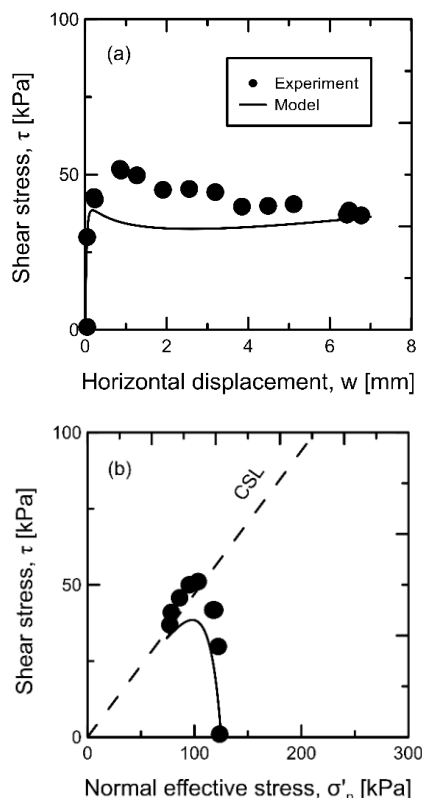 100
(a)
Experiment
Model
Shear stress, τ [kPa]
50
0
0 2 4 6 8
Horizontal displacement, w [mm]
100
(b)
CSL
Shear stress, τ [kPa]
50
0
0 100 200 300
Normal effective stress, σ'n [kPa]